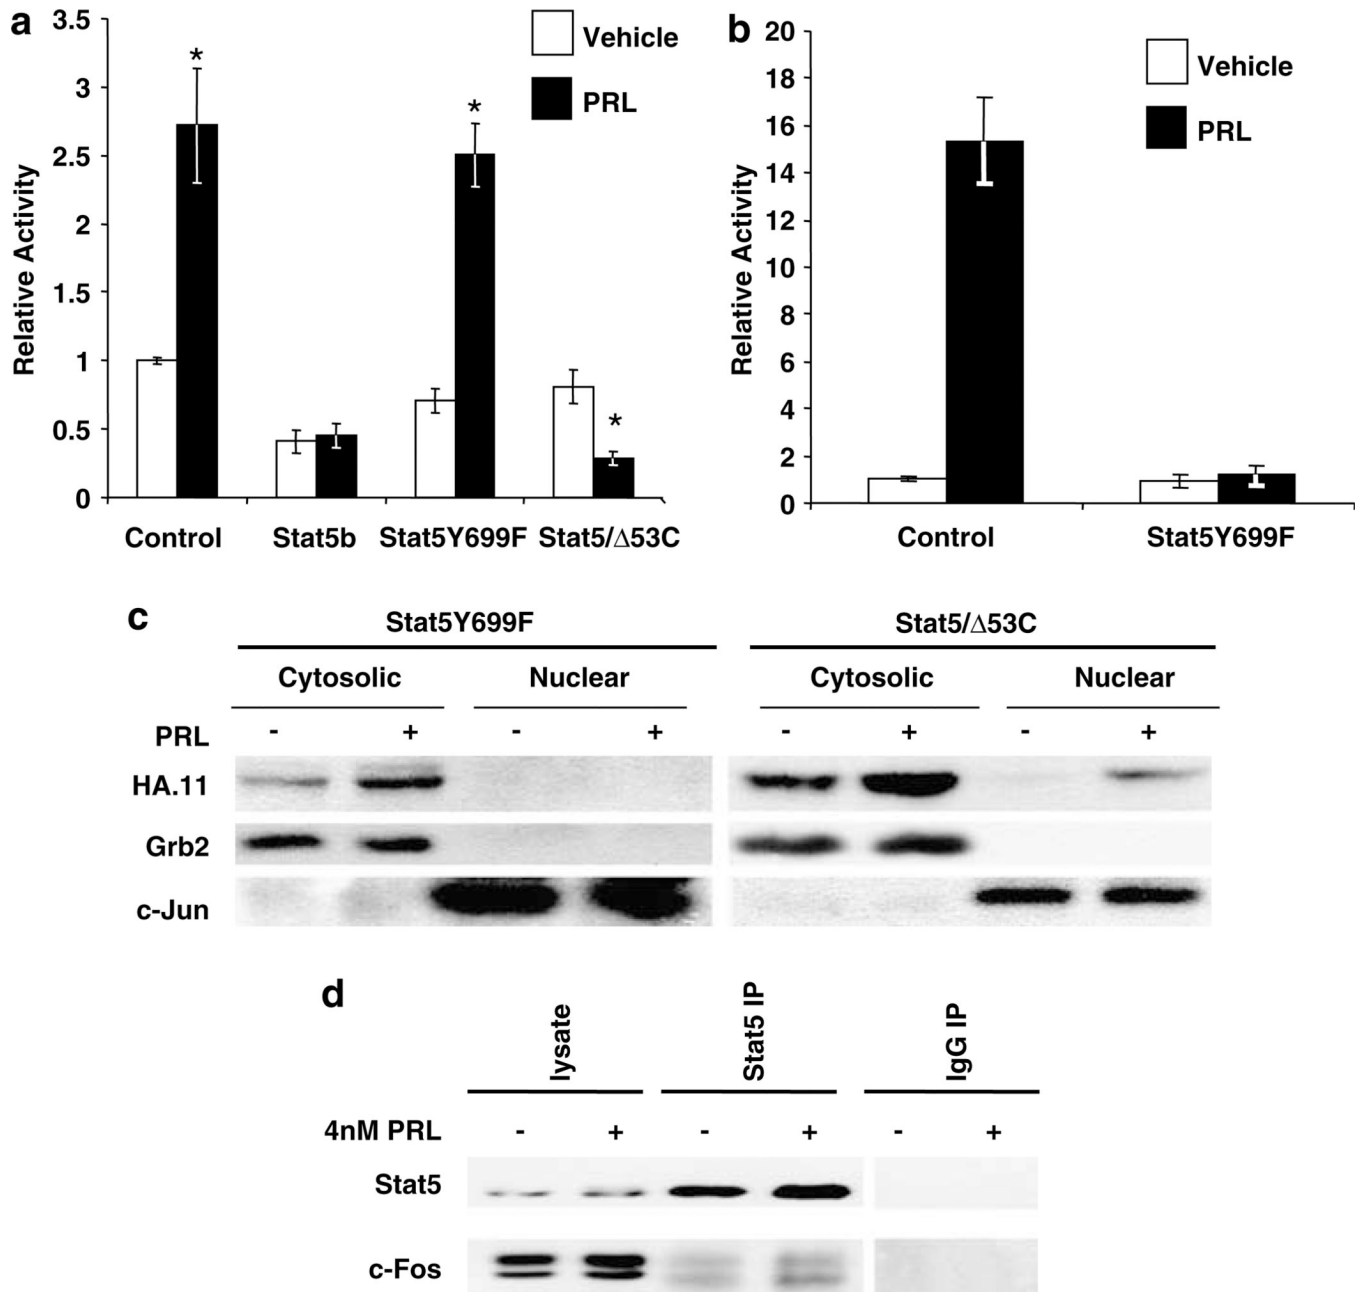 a
3.5
3
2.5
2
1.5
1
0.5
0
Relative Activity
* * *
Vehicle
PRL
Control Stat5b Stat5Y699F Stat5/Δ53C
b
20
18
16
14
12
10
8
6
4
2
0
Relative Activity
Vehicle
PRL
Control Stat5Y699F
c
Stat5Y699F Stat5/Δ53C
Cytosolic Nuclear Cytosolic Nuclear
PRL - + - + - + - +
HA.11
Grb2
c-Jun
d
lysate Stat5 IP IgG IP
4nM PRL - + - + - +
Stat5
c-Fos